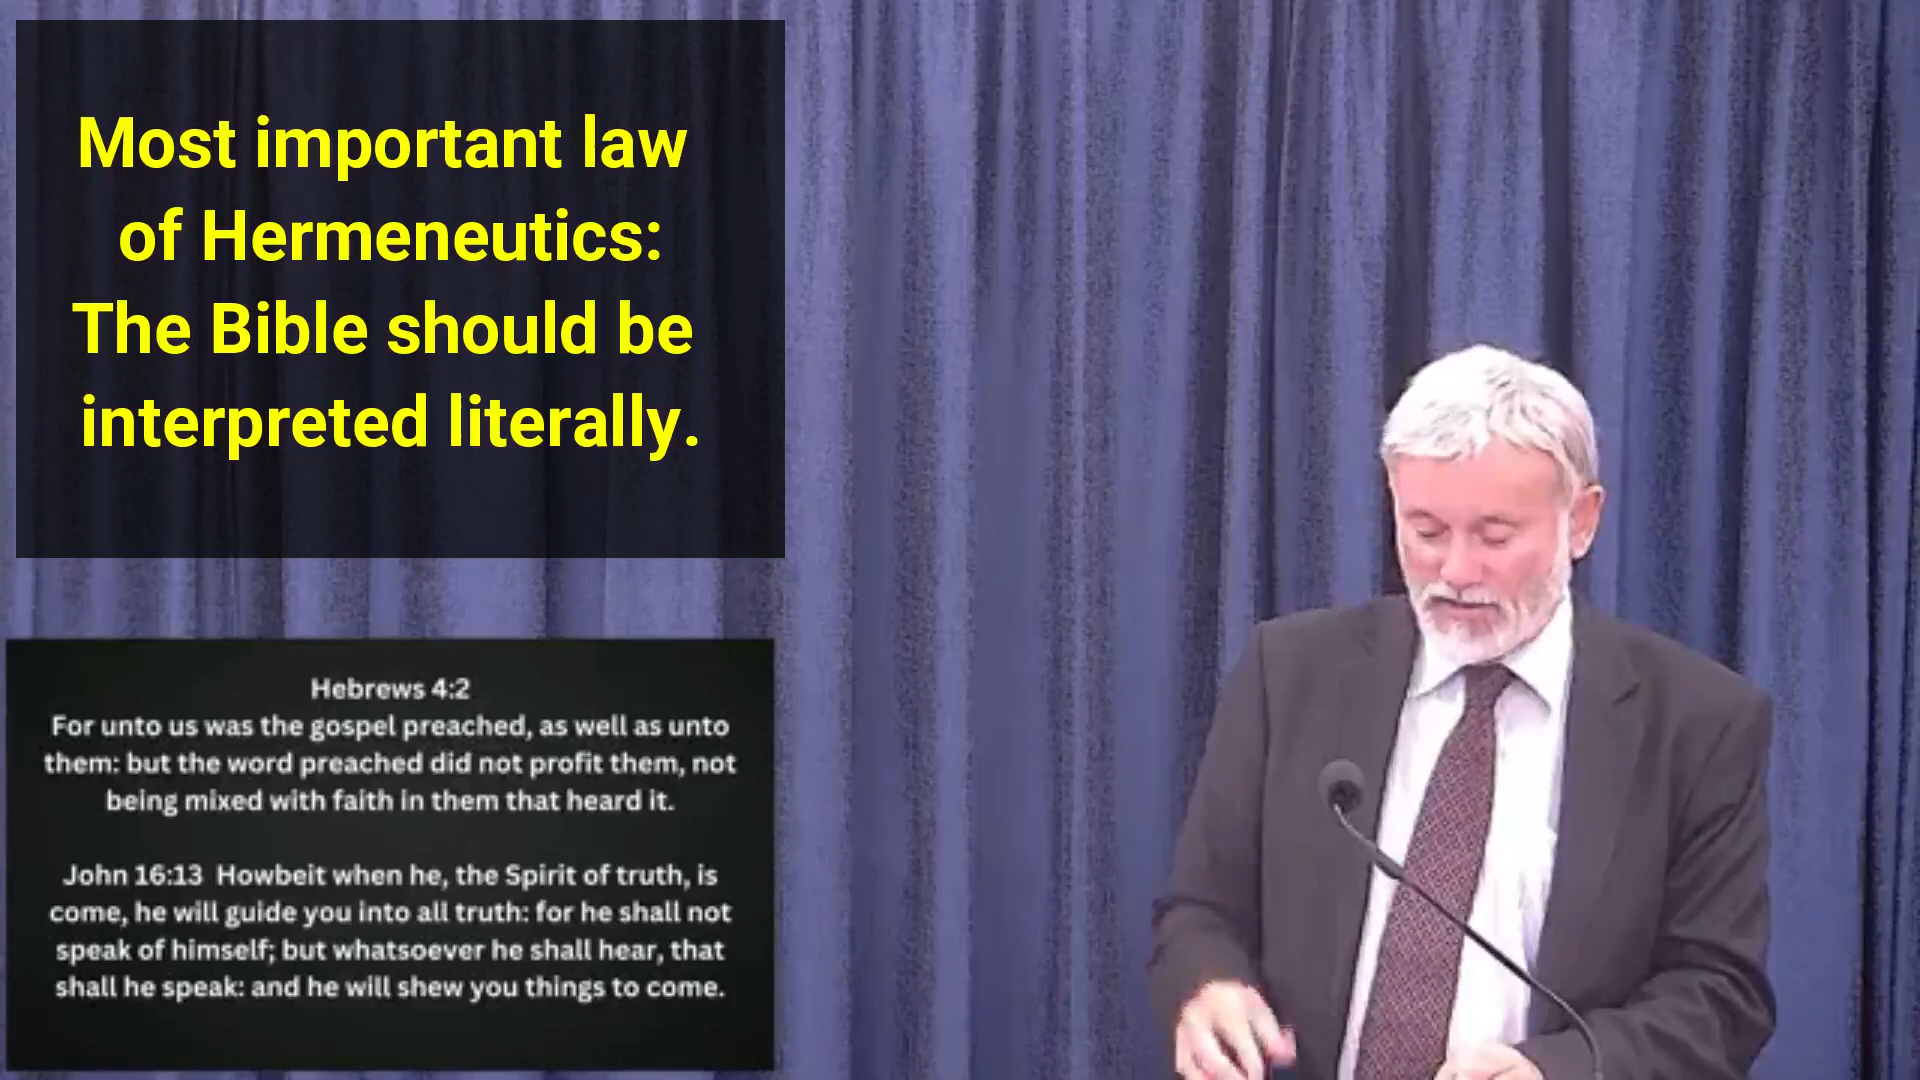 Most important law
of Hermeneutics:
The Bible should be
interpreted literally.
Hebrews 4:2
For unto us was the gospel preached, as well as unto
them: but the word preached did not profit them, not
being mixed with faith in them that heard it.
John 16:13 Howbeit when he, the Spirit of truth, is
come, he will guide you into all truth: for he shall not
speak of himself; but whatsoever he shall hear, that
shall he speak: and he will shew you things to come.